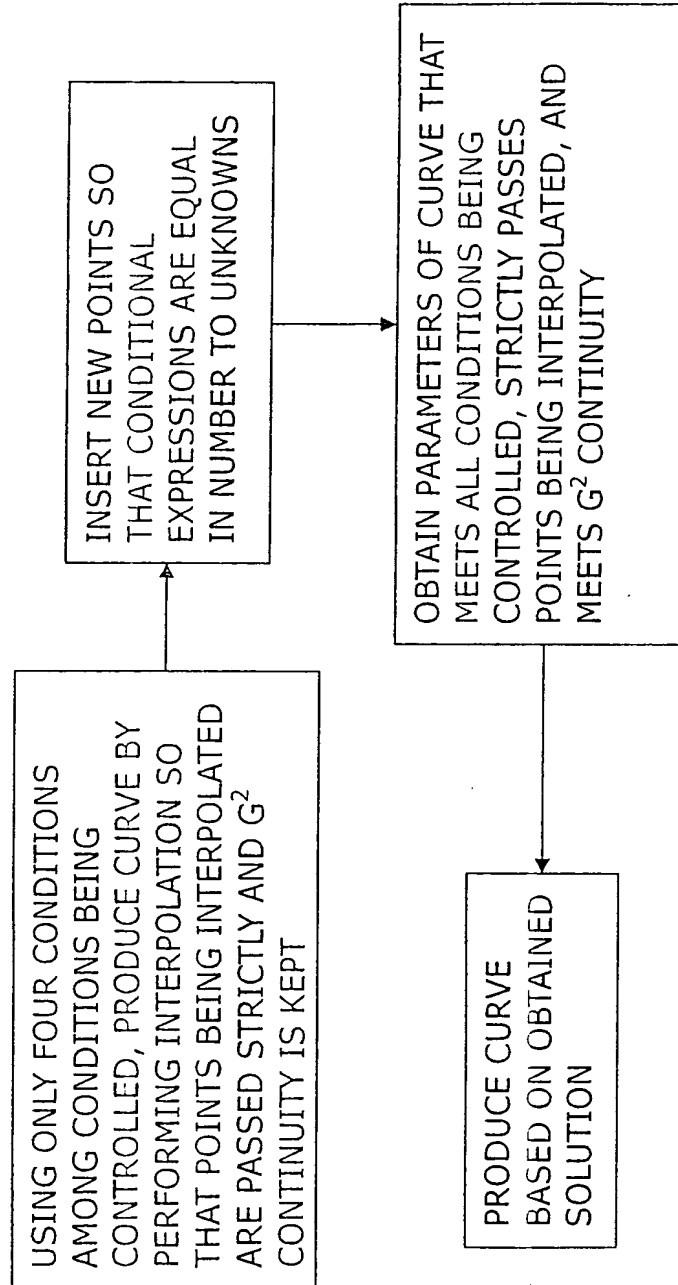 USING ONLY FOUR CONDITIONS
AMONG CONDITIONS BEING
CONTROLLED, PRODUCE CURVE BY
PERFORMING INTERPOLATION SO
THAT POINTS BEING INTERPOLATED
ARE PASSED STRICTLY AND G²
CONTINUITY IS KEPT
INSERT NEW POINTS SO
THAT CONDITIONAL
EXPRESSIONS ARE EQUAL
IN NUMBER TO UNKNOWNS
OBTAIN PARAMETERS OF CURVE THAT
MEETS ALL CONDITIONS BEING
CONTROLLED, STRICTLY PASSES
POINTS BEING INTERPOLATED, AND
MEETS G² CONTINUITY
PRODUCE CURVE
BASED ON OBTAINED
SOLUTION